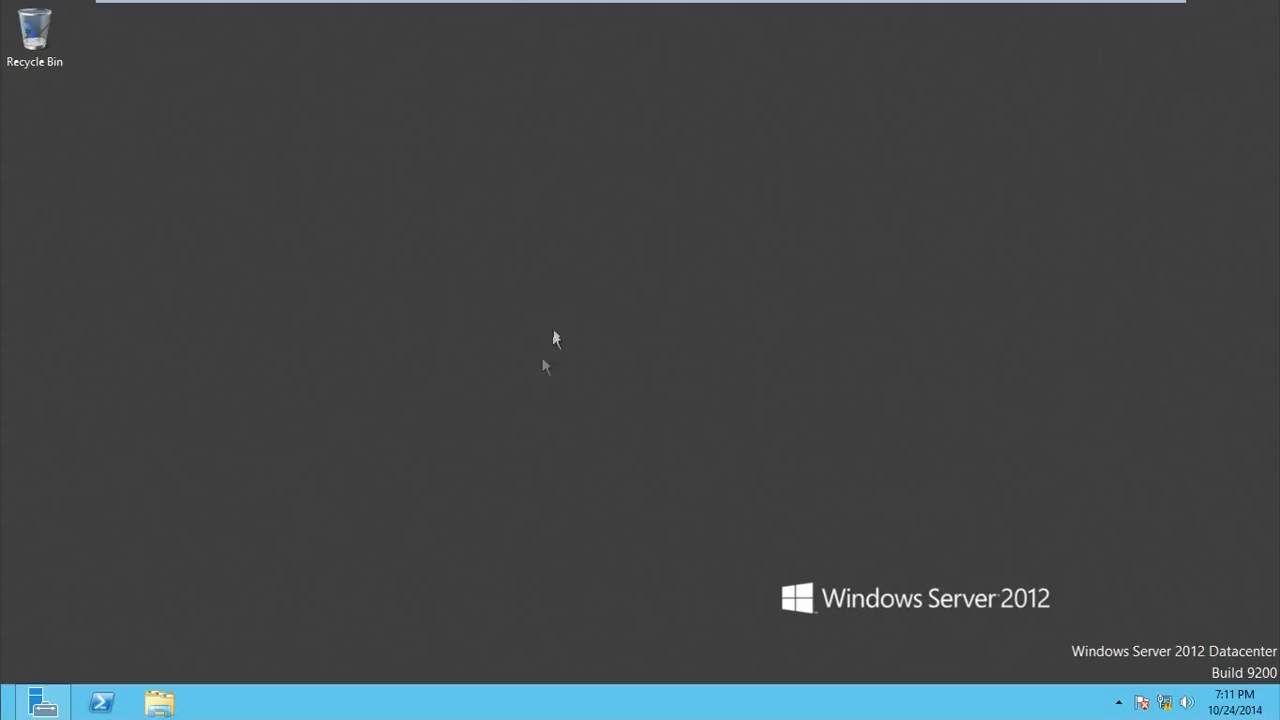 Recycle Bin
Windows Server 2012
Windows Server 2012 Datacenter
Build 9200
7:11 PM
10/24/2014